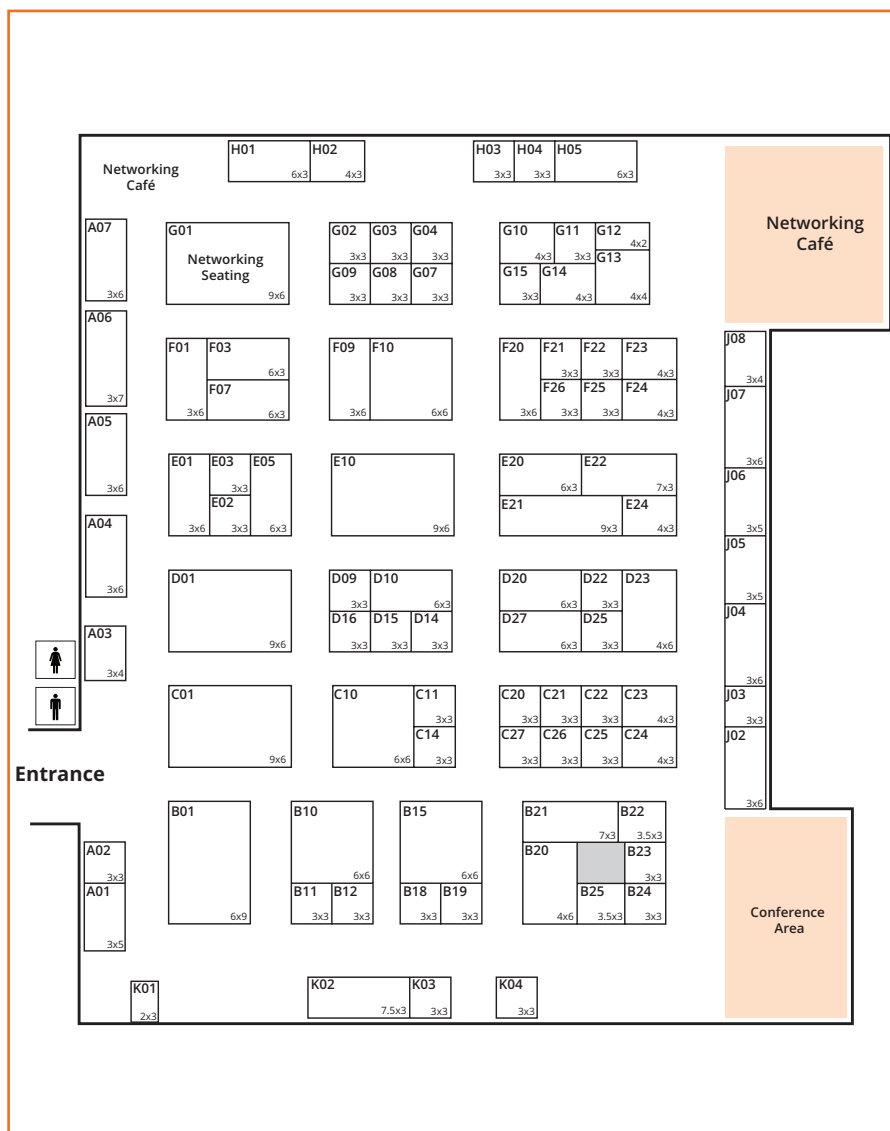 H01
6x3
H02
4x3
H03
3x3
H04
3x3
H05
6x3
Networking
Café
Networking
Café
A07
3x6
G01
Networking
Seating
9x6
G02
3x3
G03
3x3
G04
3x3
G09
3x3
G08
3x3
G07
3x3
G10
4x3
G11
3x3
G12
4x2
G13
4x4
G15
3x3
G14
4x3
A06
3x7
F01
3x6
F03
6x3
F07
6x3
F09
3x6
F10
6x6
F20
3x6
F21
3x3
F22
3x3
F23
4x3
F26
3x3
F25
3x3
F24
4x3
J08
3x4
J07
3x6
A05
3x6
E01
3x6
E03
3x3
E02
3x3
E05
6x3
E10
9x6
E20
6x3
E22
7x3
E21
9x3
E24
4x3
J06
3x5
J05
3x5
A04
3x6
D01
9x6
D09
3x3
D10
6x3
D16
3x3
D15
3x3
D14
3x3
D20
6x3
D22
3x3
D23
4x6
D27
6x3
D25
3x3
J04
3x6
A03
3x4
C01
9x6
C10
6x6
C11
3x3
C14
3x3
C20
3x3
C21
3x3
C22
3x3
C23
4x3
C27
3x3
C26
3x3
C25
3x3
C24
4x3
J03
3x3
J02
3x6
Entrance
A02
3x3
A01
3x5
B01
6x9
B10
6x6
B11
3x3
B12
3x3
B15
6x6
B18
3x3
B19
3x3
B21
7x3
B22
3.5x3
B20
4x6
B23
3x3
B25
3.5x3
B24
3x3
Conference
Area
K01
2x3
K02
7.5x3
K03
3x3
K04
3x3